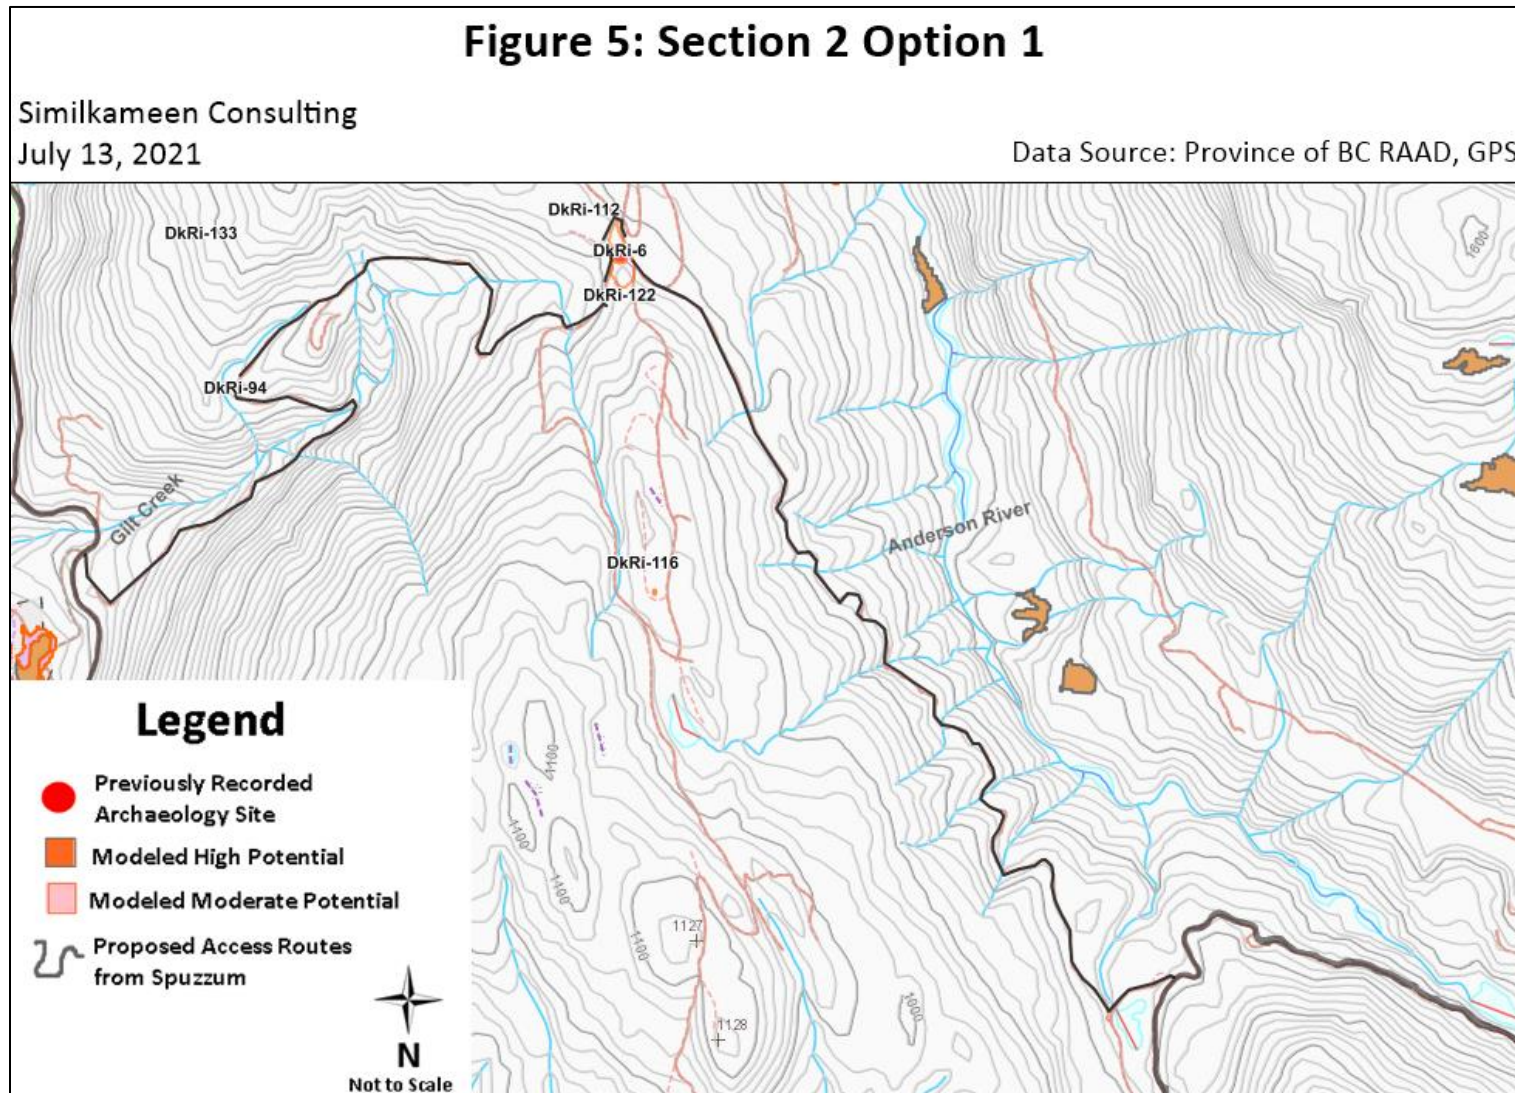 Figure 5: Section 2 Option 1
Similkameen Consulting
July 13, 2021
Data Source: Province of BC RAAD, GPS
DkRi-112
DkRi-133
DkRi-6
1600
DkRi-122
DkRi-94
Gilt Creek
Anderson River
DkRi-116
Legend
Previously Recorded
Archaeology Site
Modeled High Potential
Modeled Moderate Potential
Proposed Access Routes
from Spuzzum
N
Not to Scale
1100
1100
1100
1127
1100
1000
1128